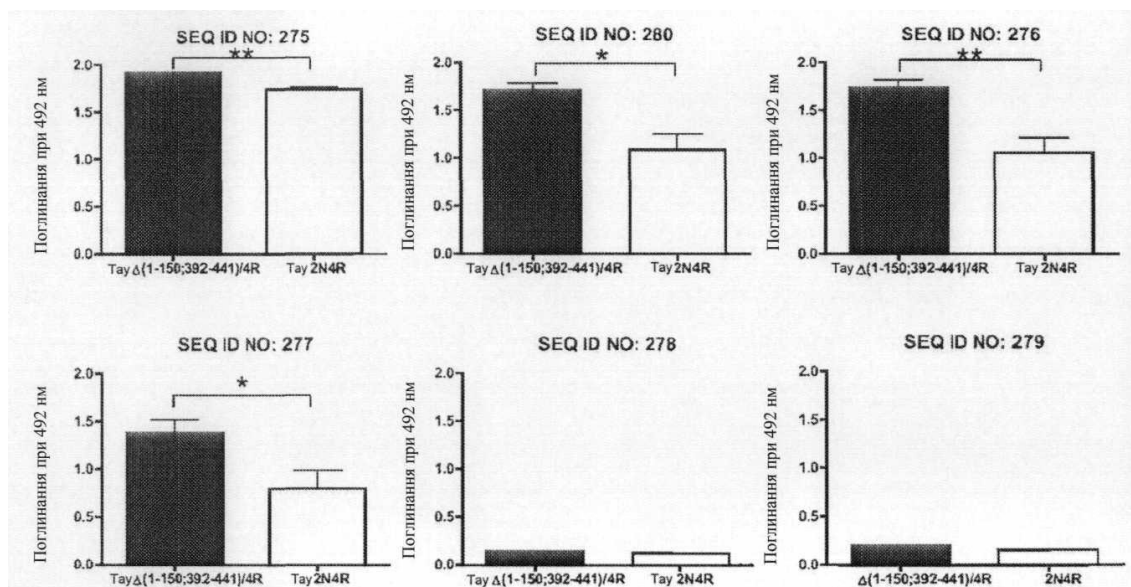 SEQ ID NO: 275
**
Поглинання при 492 нм
2.0
1.5
1.0
0.5
0.0
Тау Δ(1-150;392-441)/4R Тау 2N4R
SEQ ID NO: 280
*
Поглинання при 492 нм
2.0
1.5
1.0
0.5
0.0
Тау Δ(1-150;392-441)/4R Тау 2N4R
SEQ ID NO: 276
**
Поглинання при 492 нм
2.0
1.5
1.0
0.5
0.0
Тау Δ(1-150;392-441)/4R Тау 2N4R
SEQ ID NO: 277
*
Поглинання при 492 нм
2.0
1.5
1.0
0.5
0.0
Тау Δ(1-150;392-441)/4R Тау 2N4R
SEQ ID NO: 278
Поглинання при 492 нм
2.0
1.5
1.0
0.5
0.0
Тау Δ(1-150;392-441)/4R Тау 2N4R
SEQ ID NO: 279
Поглинання при 492 нм
2.0
1.5
1.0
0.5
0.0
Δ(1-150;392-441)/4R 2N4R